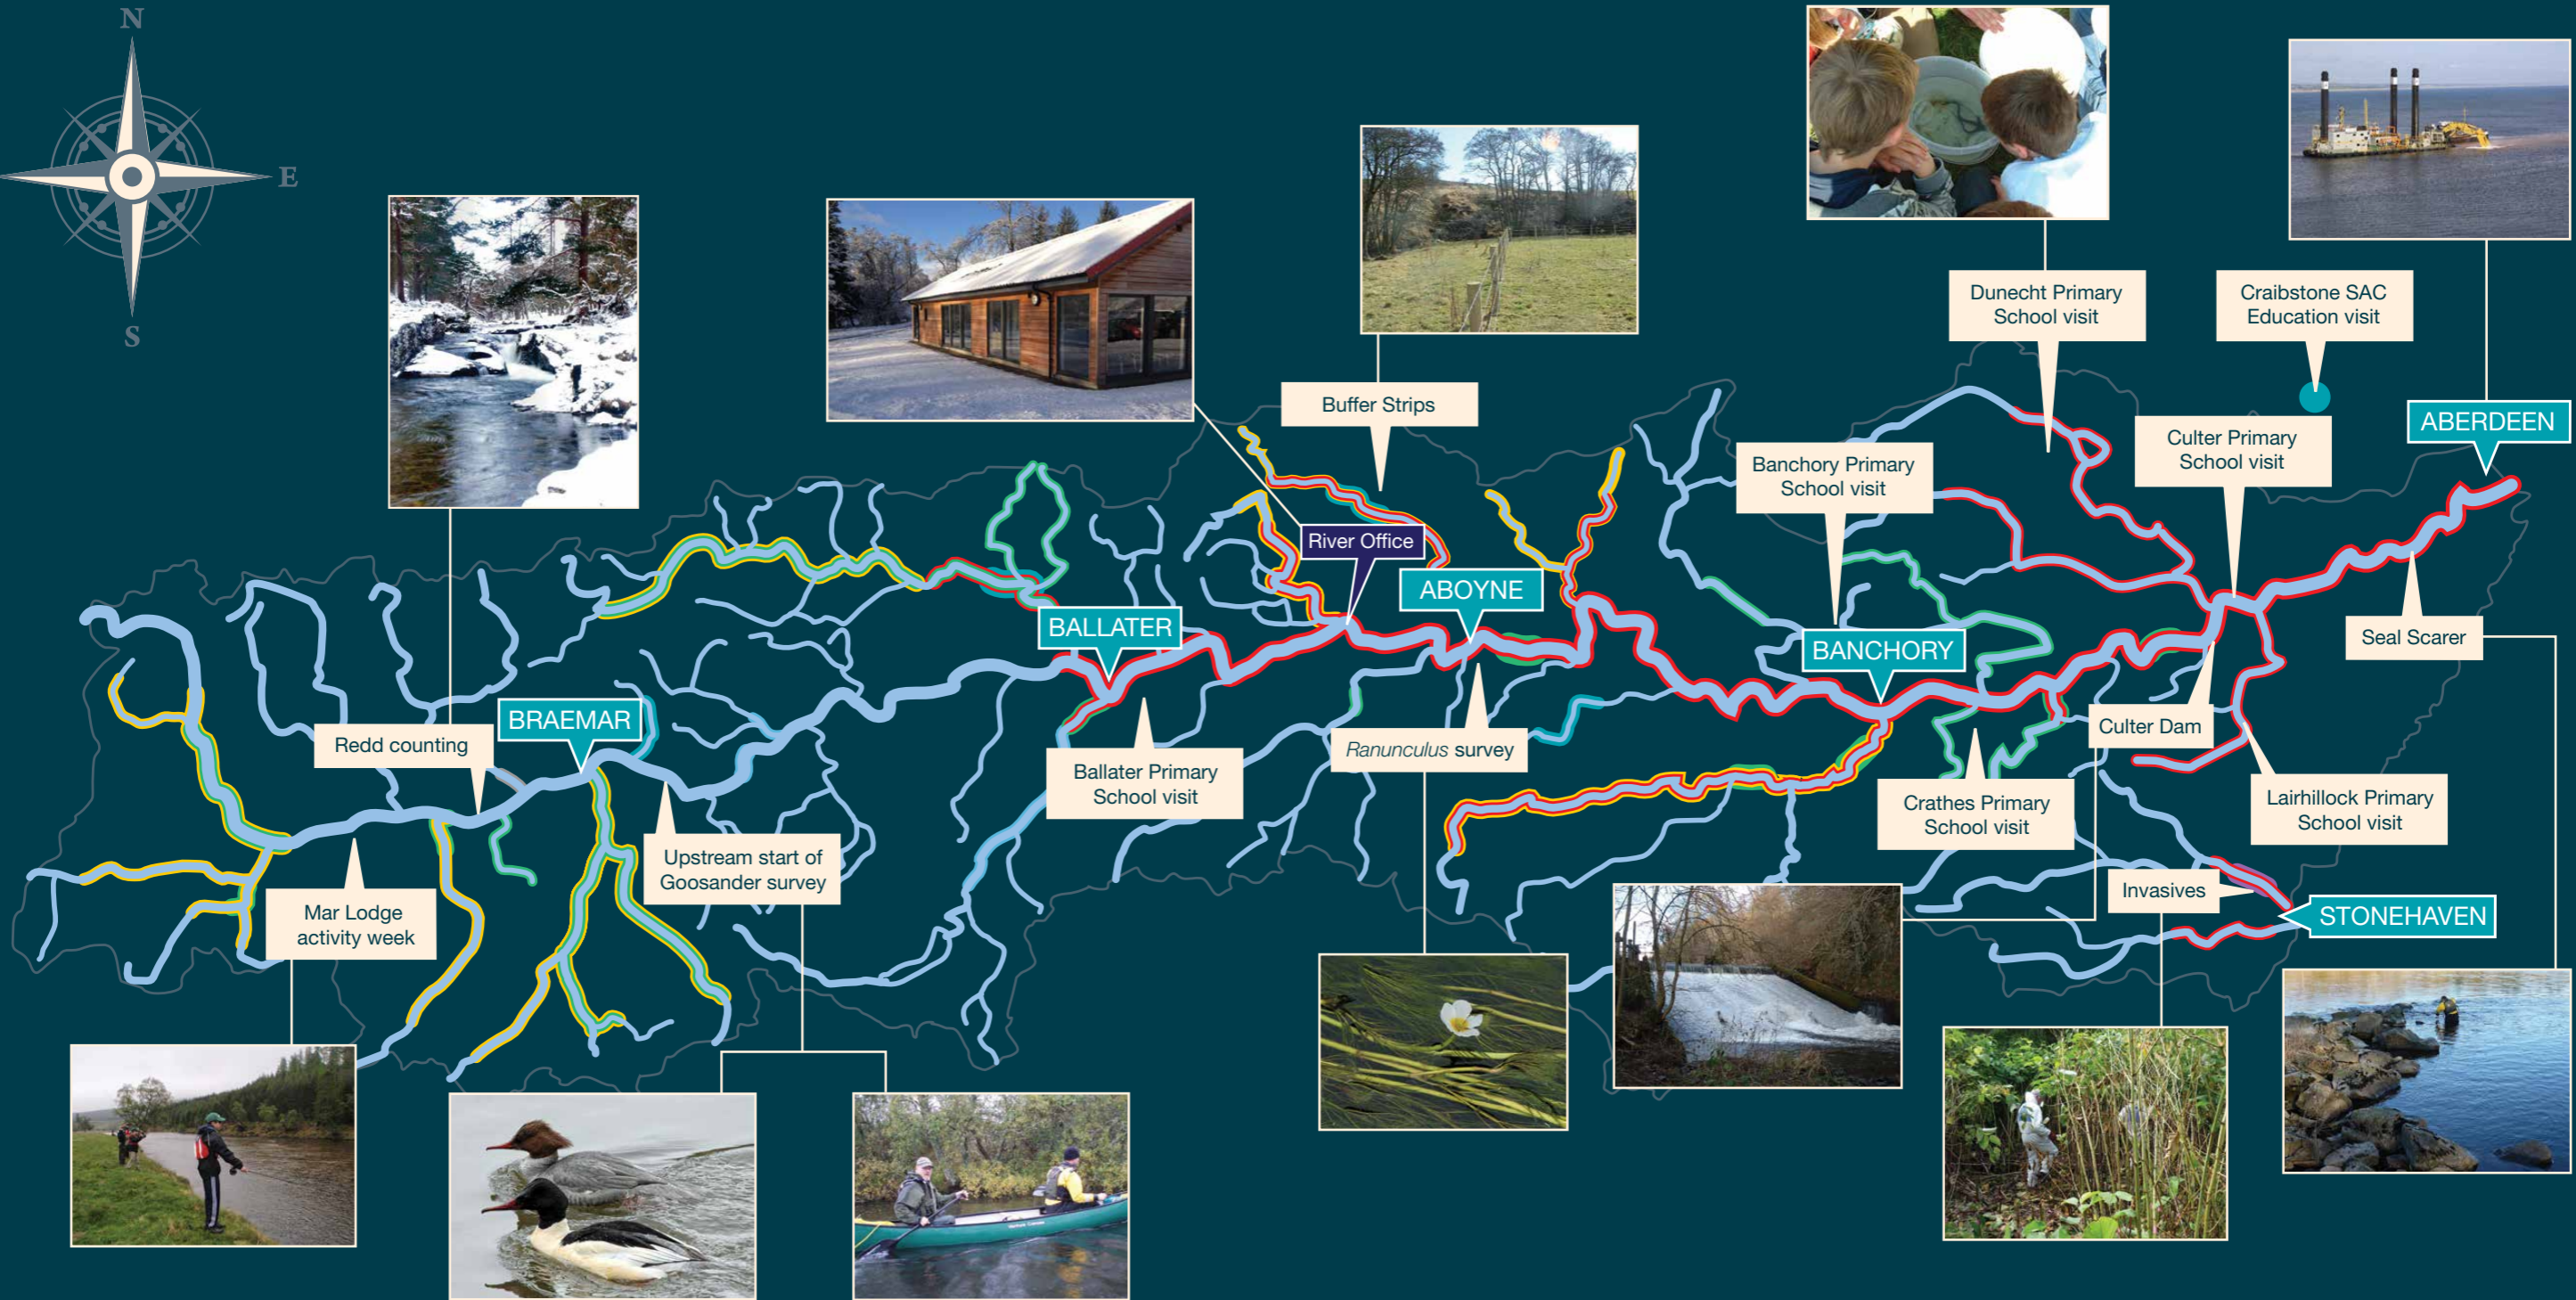 N
E
S
Dunecht Primary
School visit
Craibstone SAC
Education visit
Buffer Strips
ABERDEEN
Culter Primary
School visit
Banchory Primary
School visit
River Office
ABOYNE
BALLATER
Seal Scarer
BANCHORY
BRAEMAR
Redd counting
Culter Dam
Ranunculus survey
Ballater Primary
School visit
Crathes Primary
School visit
Lairhillock Primary
School visit
Upstream start of
Goosander survey
Invasives
Mar Lodge
activity week
STONEHAVEN